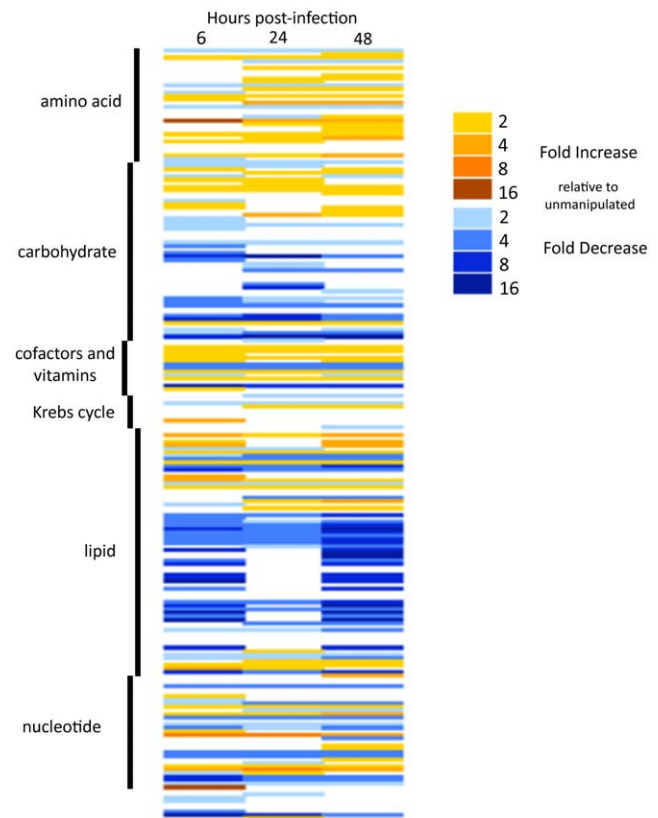 Hours post-infection
6 24 48
amino acid
carbohydrate
cofactors and
vitamins
Krebs cycle
lipid
nucleotide
2
4
8
16
Fold Increase
relative to
unmanipulated
2
4
8
16
Fold Decrease